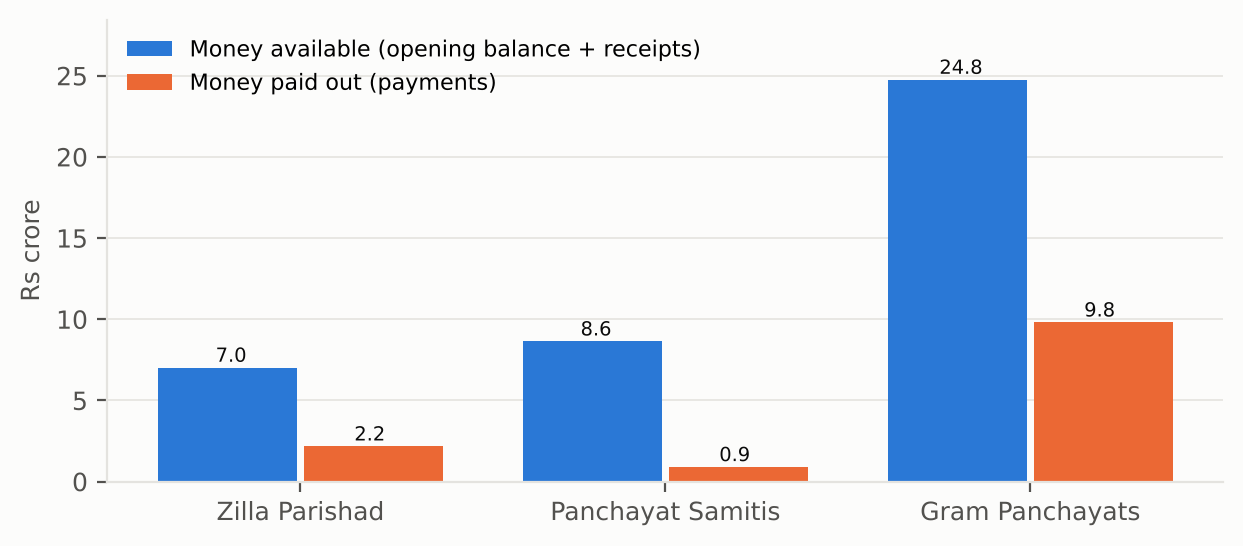 Money available (opening balance + receipts)
Money paid out (payments)
Rs crore
25
20
15
10
5
0
7.0
2.2
8.6
0.9
24.8
9.8
Zilla Parishad
Panchayat Samitis
Gram Panchayats